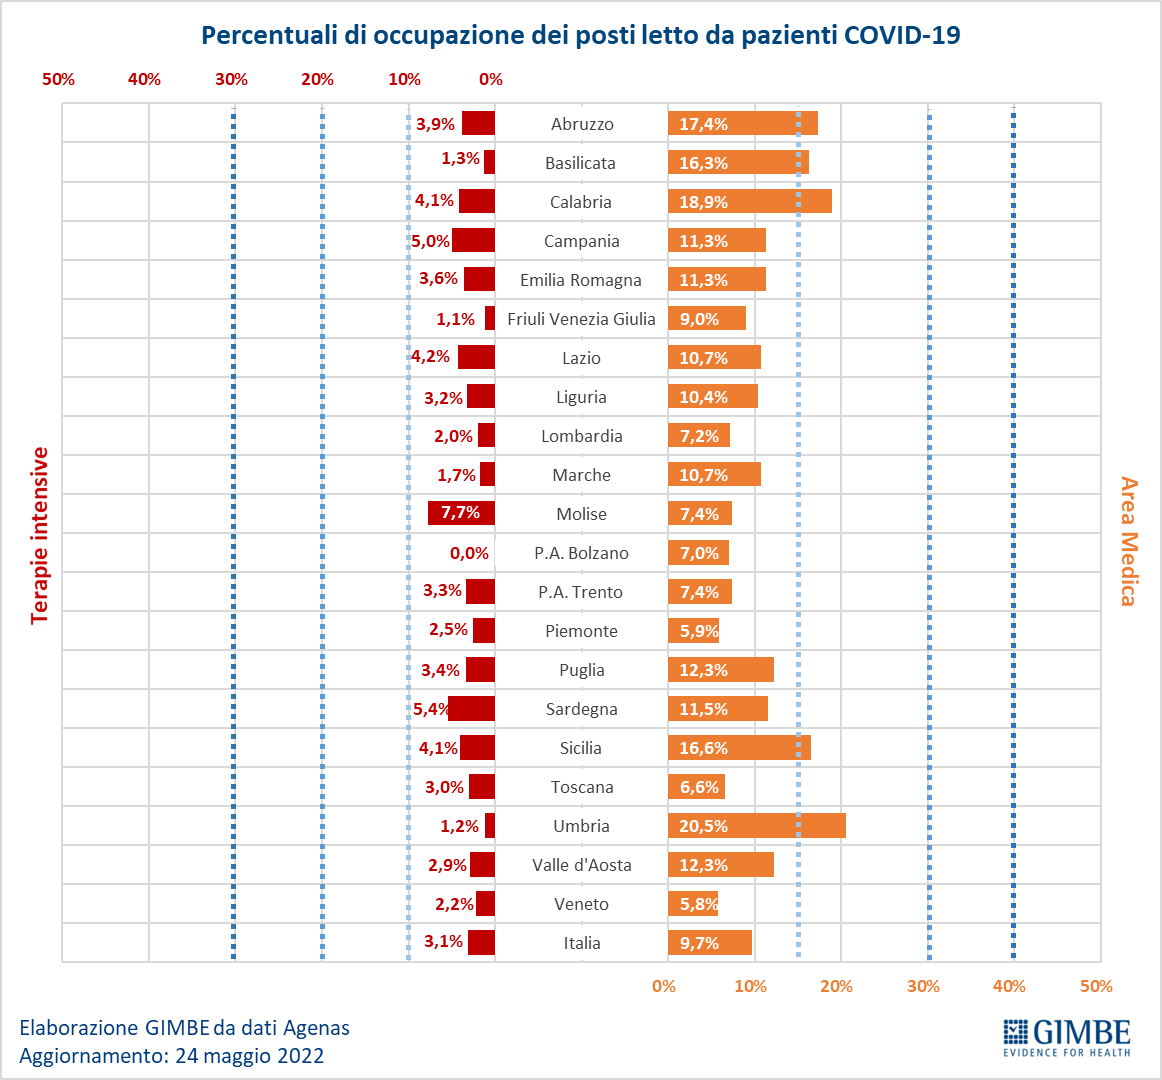 Percentuali di occupazione dei posti letto da pazienti COVID-19
50% 40% 30% 20% 10% 0%
3,9% Abruzzo 17,4%
1,3% Basilicata 16,3%
4,1% Calabria 18,9%
5,0% Campania 11,3%
3,6% Emilia Romagna 11,3%
1,1% Friuli Venezia Giulia 9,0%
4,2% Lazio 10,7%
3,2% Liguria 10,4%
2,0% Lombardia 7,2%
1,7% Marche 10,7%
7,7% Molise 7,4%
0,0% P.A. Bolzano 7,0%
3,3% P.A. Trento 7,4%
2,5% Piemonte 5,9%
3,4% Puglia 12,3%
5,4% Sardegna 11,5%
4,1% Sicilia 16,6%
3,0% Toscana 6,6%
1,2% Umbria 20,5%
2,9% Valle d'Aosta 12,3%
2,2% Veneto 5,8%
3,1% Italia 9,7%
0% 10% 20% 30% 40% 50%
Terapie intensive
Area Medica
Elaborazione GIMBE da dati Agenas
Aggiornamento: 24 maggio 2022
GIMBE
EVIDENCE FOR HEALTH